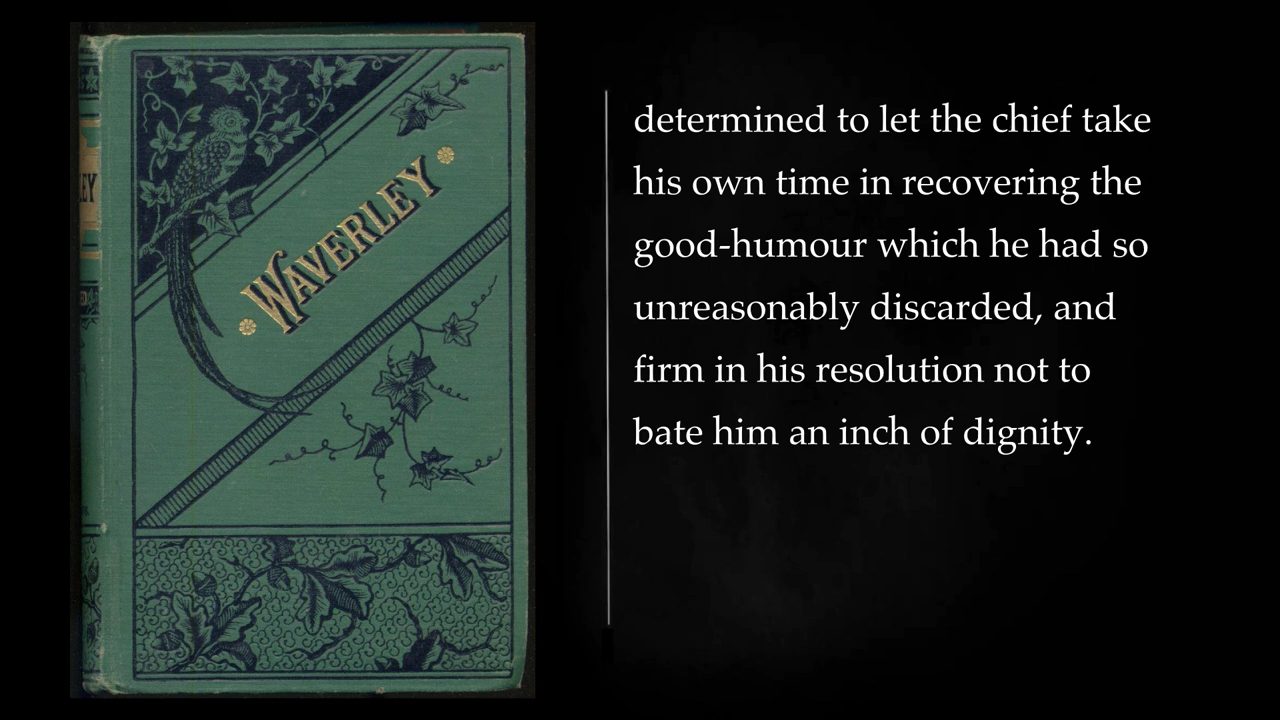 WAVERLEY
EY
determined to let the chief take
his own time in recovering the
good-humour which he had so
unreasonably discarded, and
firm in his resolution not to
bate him an inch of dignity.